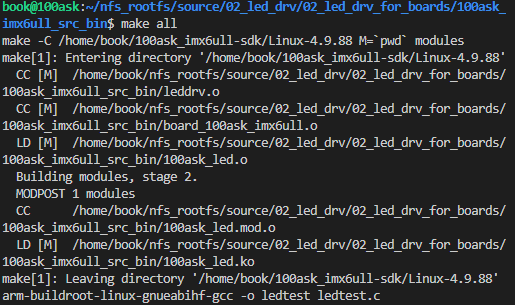 book@100ask:~/nfs_rootfs/source/02_led_drv/02_led_drv_for_boards/100ask_
imx6ull_src_bin$ make all
make -C /home/book/100ask_imx6ull-sdk/Linux-4.9.88 M=`pwd` modules
make[1]: Entering directory '/home/book/100ask_imx6ull-sdk/Linux-4.9.88'
  CC [M]  /home/book/nfs_rootfs/source/02_led_drv/02_led_drv_for_boards/
100ask_imx6ull_src_bin/leddrv.o
  CC [M]  /home/book/nfs_rootfs/source/02_led_drv/02_led_drv_for_boards/
100ask_imx6ull_src_bin/board_100ask_imx6ull.o
  LD [M]  /home/book/nfs_rootfs/source/02_led_drv/02_led_drv_for_boards/
100ask_imx6ull_src_bin/100ask_led.o
  Building modules, stage 2.
  MODPOST 1 modules
  CC      /home/book/nfs_rootfs/source/02_led_drv/02_led_drv_for_boards/
100ask_imx6ull_src_bin/100ask_led.mod.o
  LD [M]  /home/book/nfs_rootfs/source/02_led_drv/02_led_drv_for_boards/
100ask_imx6ull_src_bin/100ask_led.ko
make[1]: Leaving directory '/home/book/100ask_imx6ull-sdk/Linux-4.9.88'
arm-buildroot-linux-gnueabihf-gcc -o ledtest ledtest.c